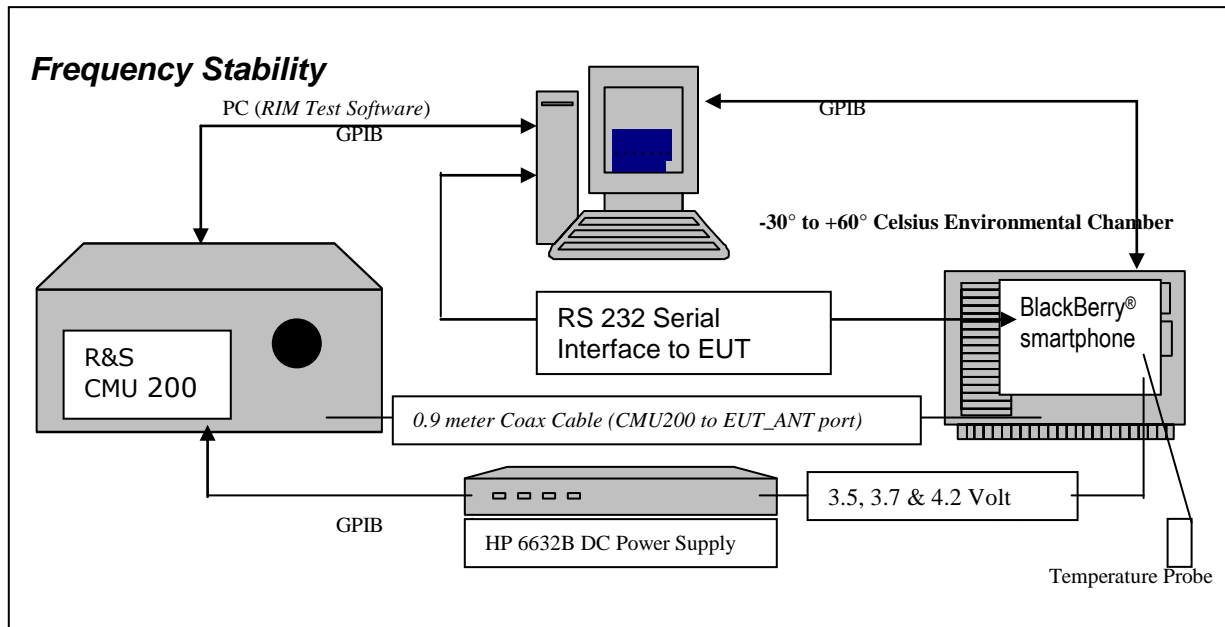 Frequency Stability
PC (RIM Test Software)
GPIB
GPIB
-30° to +60° Celsius Environmental Chamber
RS 232 Serial
Interface to EUT
BlackBerry®
smartphone
R&S
CMU 200
0.9 meter Coax Cable (CMU200 to EUT_ANT port)
3.5, 3.7 & 4.2 Volt
GPIB
HP 6632B DC Power Supply
Temperature Probe